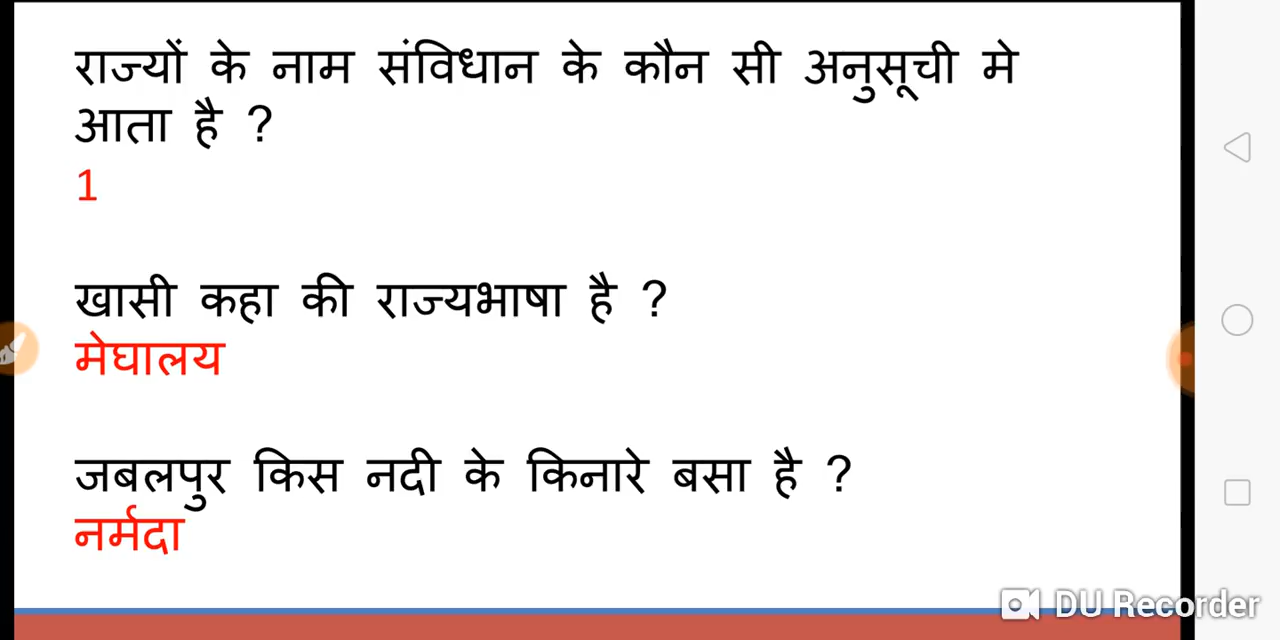 राज्यों के नाम संविधान के कौन सी अनुसूची मे
आता है ?
1
खासी कहा की राज्यभाषा है ?
मेघालय
जबलपुर किस नदी के किनारे बसा है ?
नर्मदा
DU Recorder